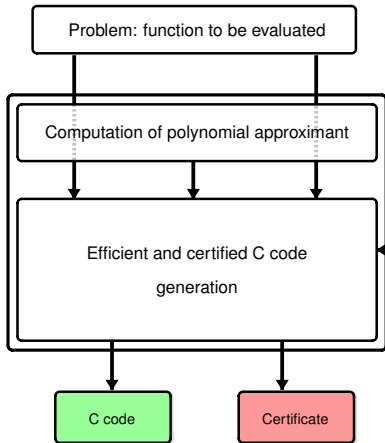 Problem: function to be evaluated
Computation of polynomial approximant
Efficient and certified C code
generation
C code
Certificate